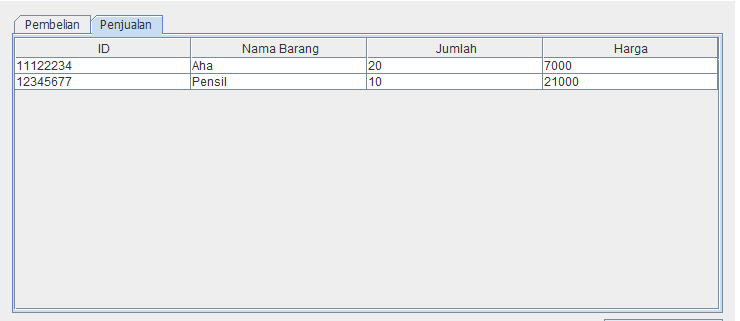 Pembelian Penjualan
ID Nama Barang Jumlah Harga
11122234 Aha 20 7000
12345677 Pensil 10 21000